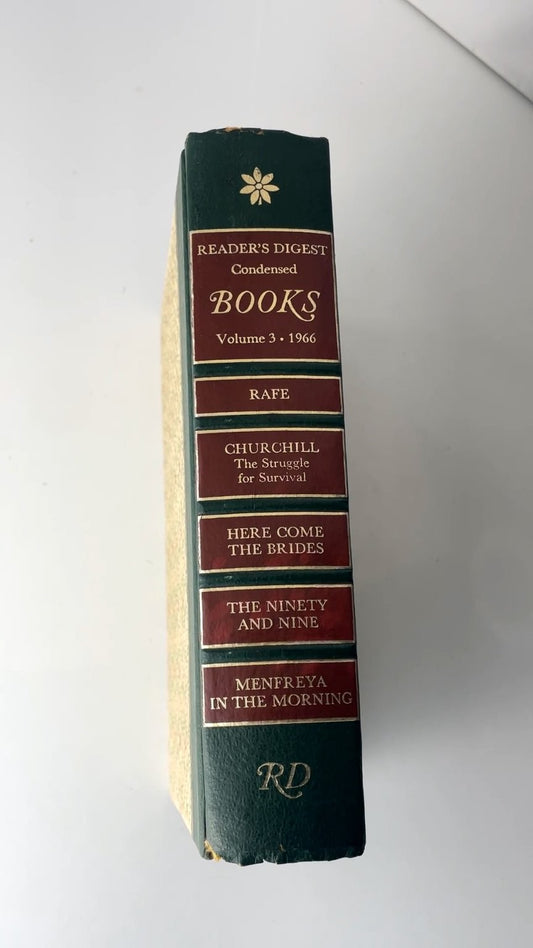 READER'S DIGEST
Condensed
BOOKS
Volume 3 • 1966
RAFE
CHURCHILL
The Struggle
for Survival
HERE COME
THE BRIDES
THE NINETY
AND NINE
MENFREYA
IN THE MORNING
RD